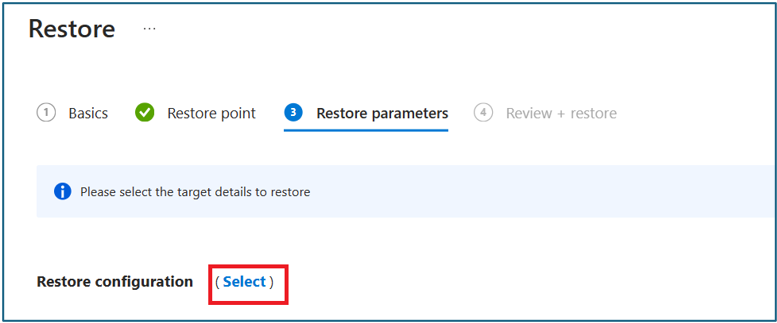 Restore ...
1 Basics Restore point 3 Restore parameters 4 Review + restore
i Please select the target details to restore
Restore configuration ( Select )